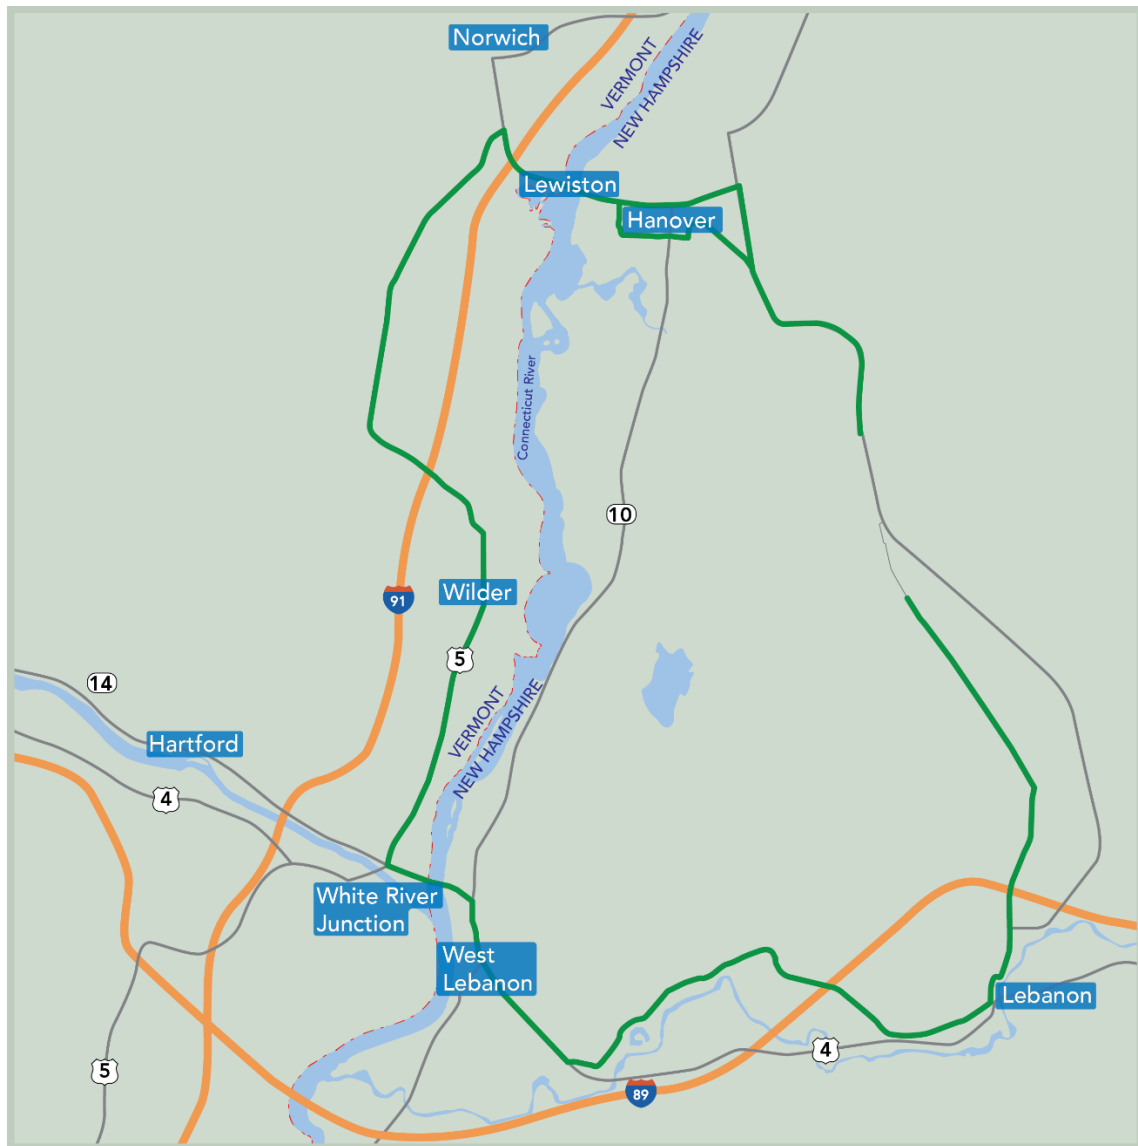 Norwich
VERMONT
NEW HAMPSHIRE
Lewiston
Hanover
Connecticut River
10
Wilder
91
5
14
VERMONT
NEW HAMPSHIRE
Hartford
4
White River
Junction
West
Lebanon
Lebanon
4
5
89